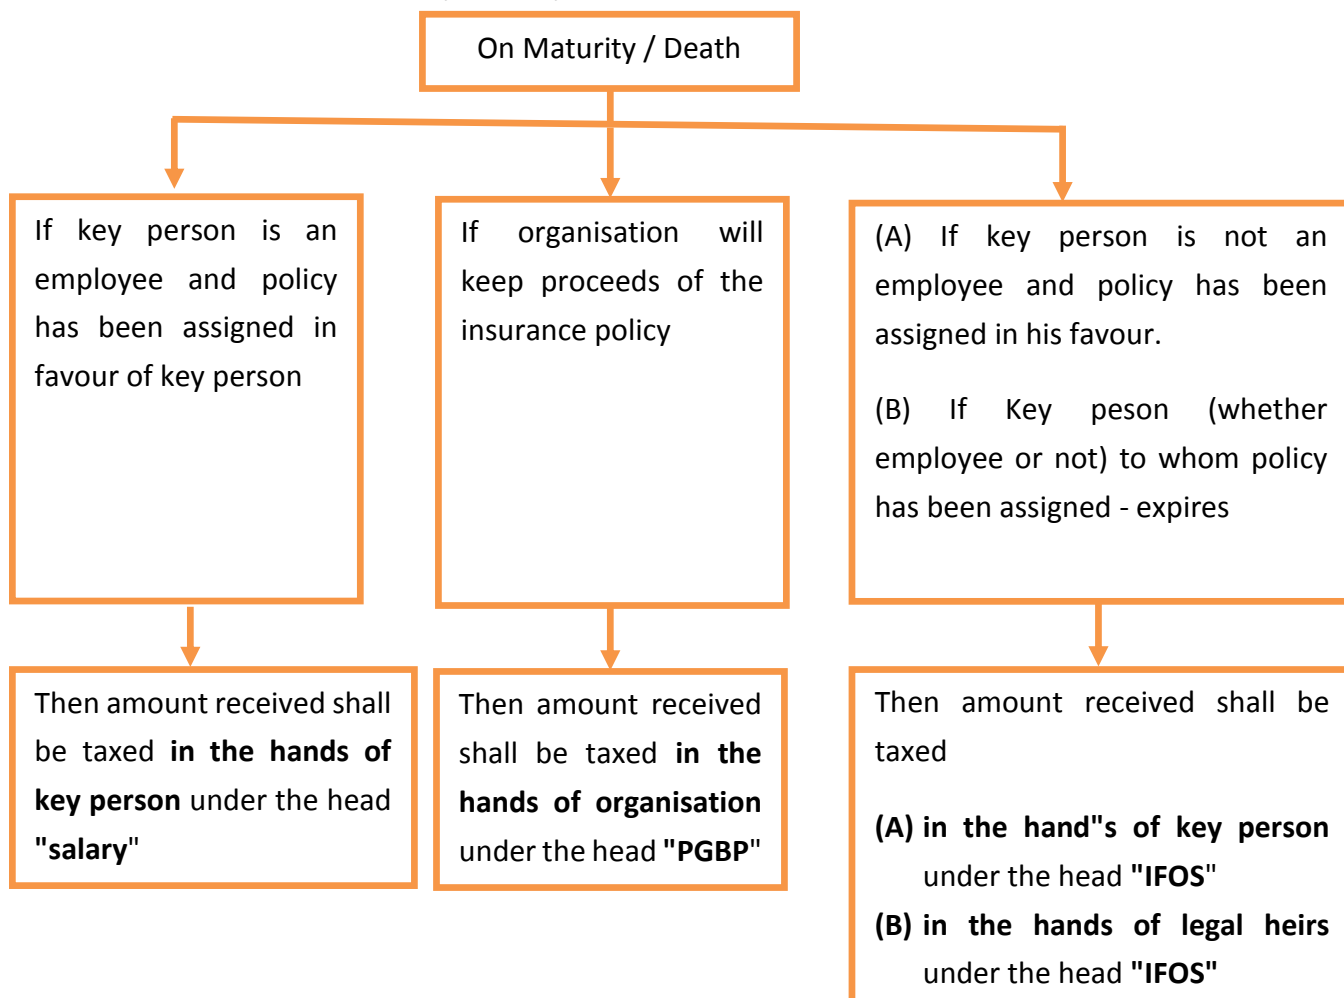 On Maturity / Death
If key person is an
employee and policy
has been assigned in
favour of key person
If organisation will
keep proceeds of the
insurance policy
(A) If key person is not an
employee and policy has been
assigned in his favour.
(B) If Key peson (whether
employee or not) to whom policy
has been assigned - expires
Then amount received shall
be taxed in the hands of
key person under the head
"salary"
Then amount received
shall be taxed in the
hands of organisation
under the head "PGBP"
Then amount received shall be
taxed
(A) in the hand"s of key person
under the head "IFOS"
(B) in the hands of legal heirs
under the head "IFOS"